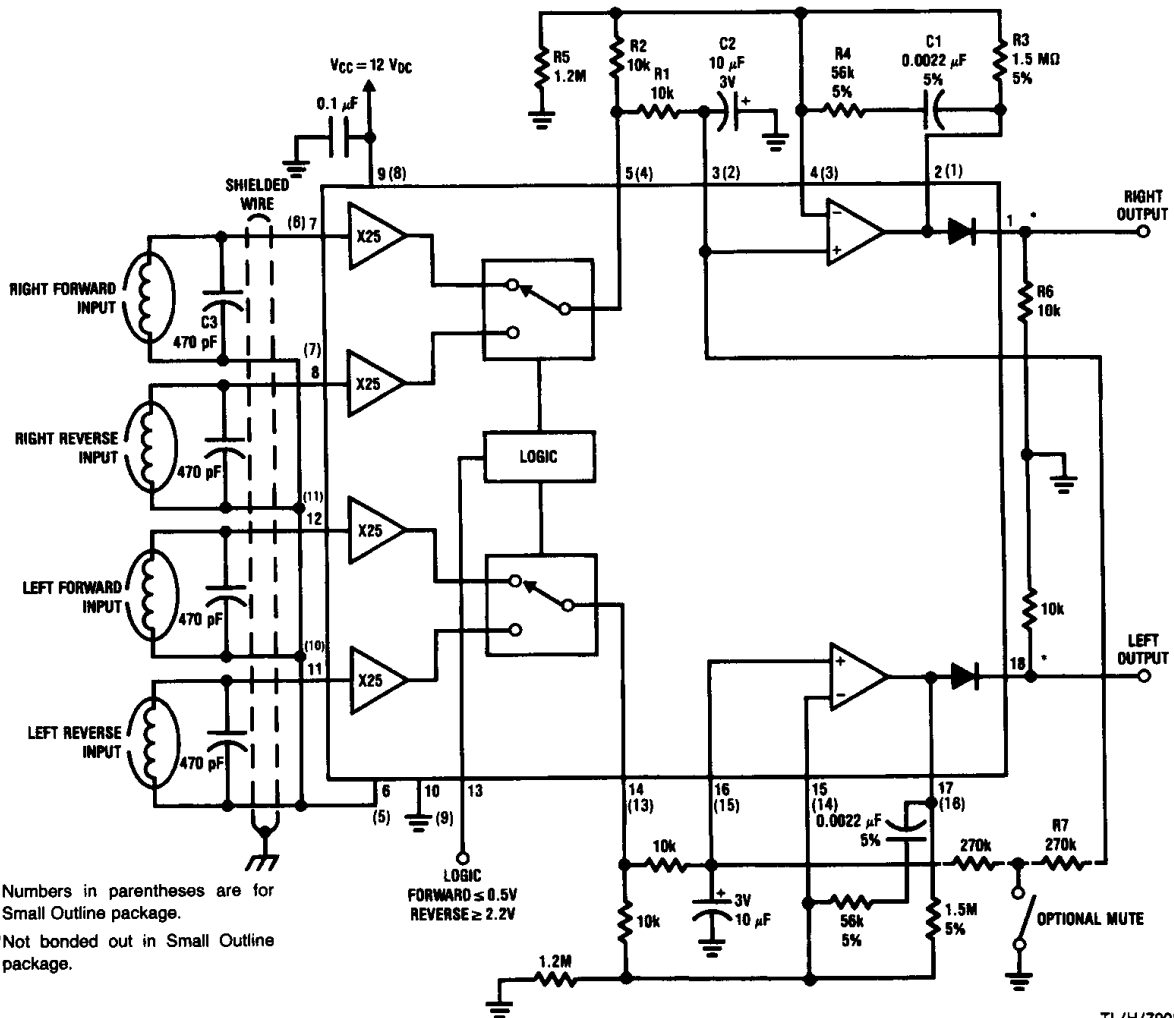 R5
1.2M
R2
10k
R1
10k
C2
10 µF
3V
+
R4
56k
5%
C1
0.0022 µF
5%
R3
1.5 MΩ
5%
VCC = 12 VDC
0.1 µF
9 (8)
5 (4)
3 (2)
4 (3)
2 (1)
SHIELDED
WIRE
(6) 7
X25
RIGHT FORWARD
INPUT
C3
470 pF
(7)
8
X25
RIGHT REVERSE
INPUT
470 pF
LOGIC
−
+
1 *
RIGHT
OUTPUT
R6
10k
(11)
12
X25
LEFT FORWARD
INPUT
470 pF
(10)
11
X25
LEFT REVERSE
INPUT
470 pF
+
−
10k
18 *
LEFT
OUTPUT
6
(5)
10
(9)
13
14
(13)
16
(15)
15
(14)
17
(16)
LOGIC
FORWARD ≤ 0.5V
REVERSE ≥ 2.2V
10k
10k
+
3V
10 µF
0.0022 µF
5%
56k
5%
1.5M
5%
270k
R7
270k
OPTIONAL MUTE
1.2M
Numbers in parentheses are for
Small Outline package.
*Not bonded out in Small Outline
package.